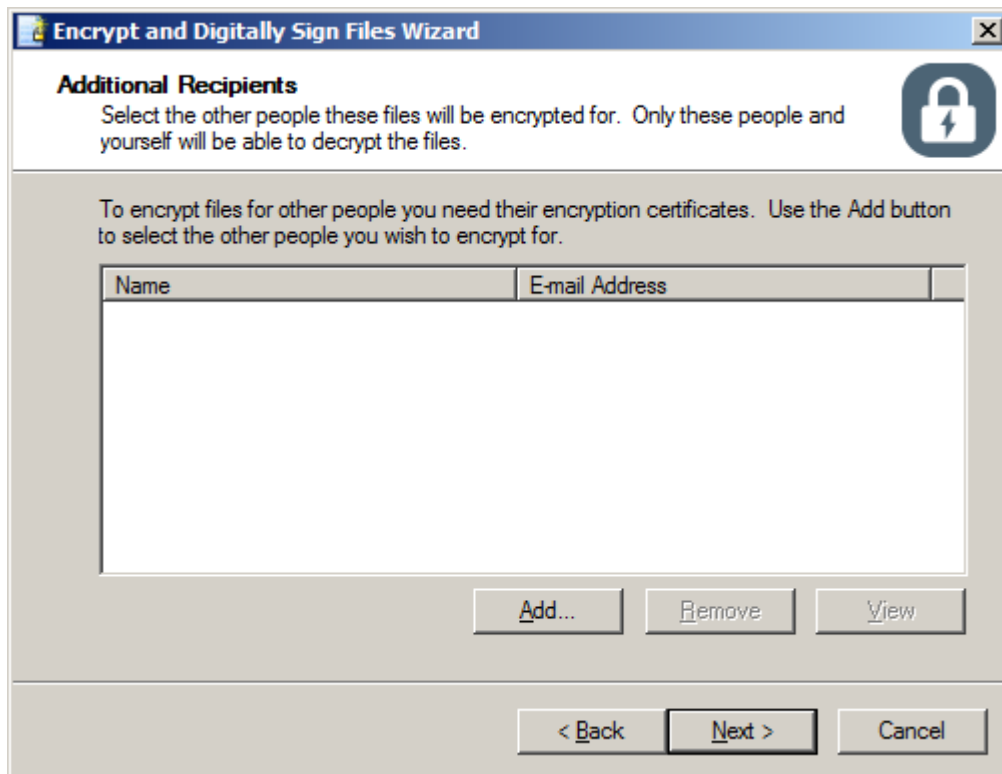 Encrypt and Digitally Sign Files Wizard
Additional Recipients
Select the other people these files will be encrypted for.  Only these people and
yourself will be able to decrypt the files.
To encrypt files for other people you need their encryption certificates.  Use the Add button
to select the other people you wish to encrypt for.
Name E-mail Address
Add... Remove View
< Back Next > Cancel